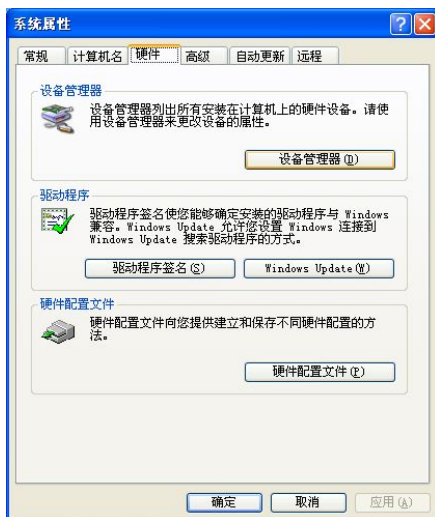 系统属性
常规 计算机名 硬件 高级 自动更新 远程
设备管理器
设备管理器列出所有安装在计算机上的硬件设备。请使
用设备管理器来更改设备的属性。
设备管理器(D)
驱动程序
驱动程序签名使您能够确定安装的驱动程序与 Windows
兼容。Windows Update 允许您设置 Windows 连接到
Windows Update 搜索驱动程序的方式。
驱动程序签名(S) Windows Update(W)
硬件配置文件
硬件配置文件向您提供建立和保存不同硬件配置的方
法。
硬件配置文件(P)
确定 取消 应用(A)